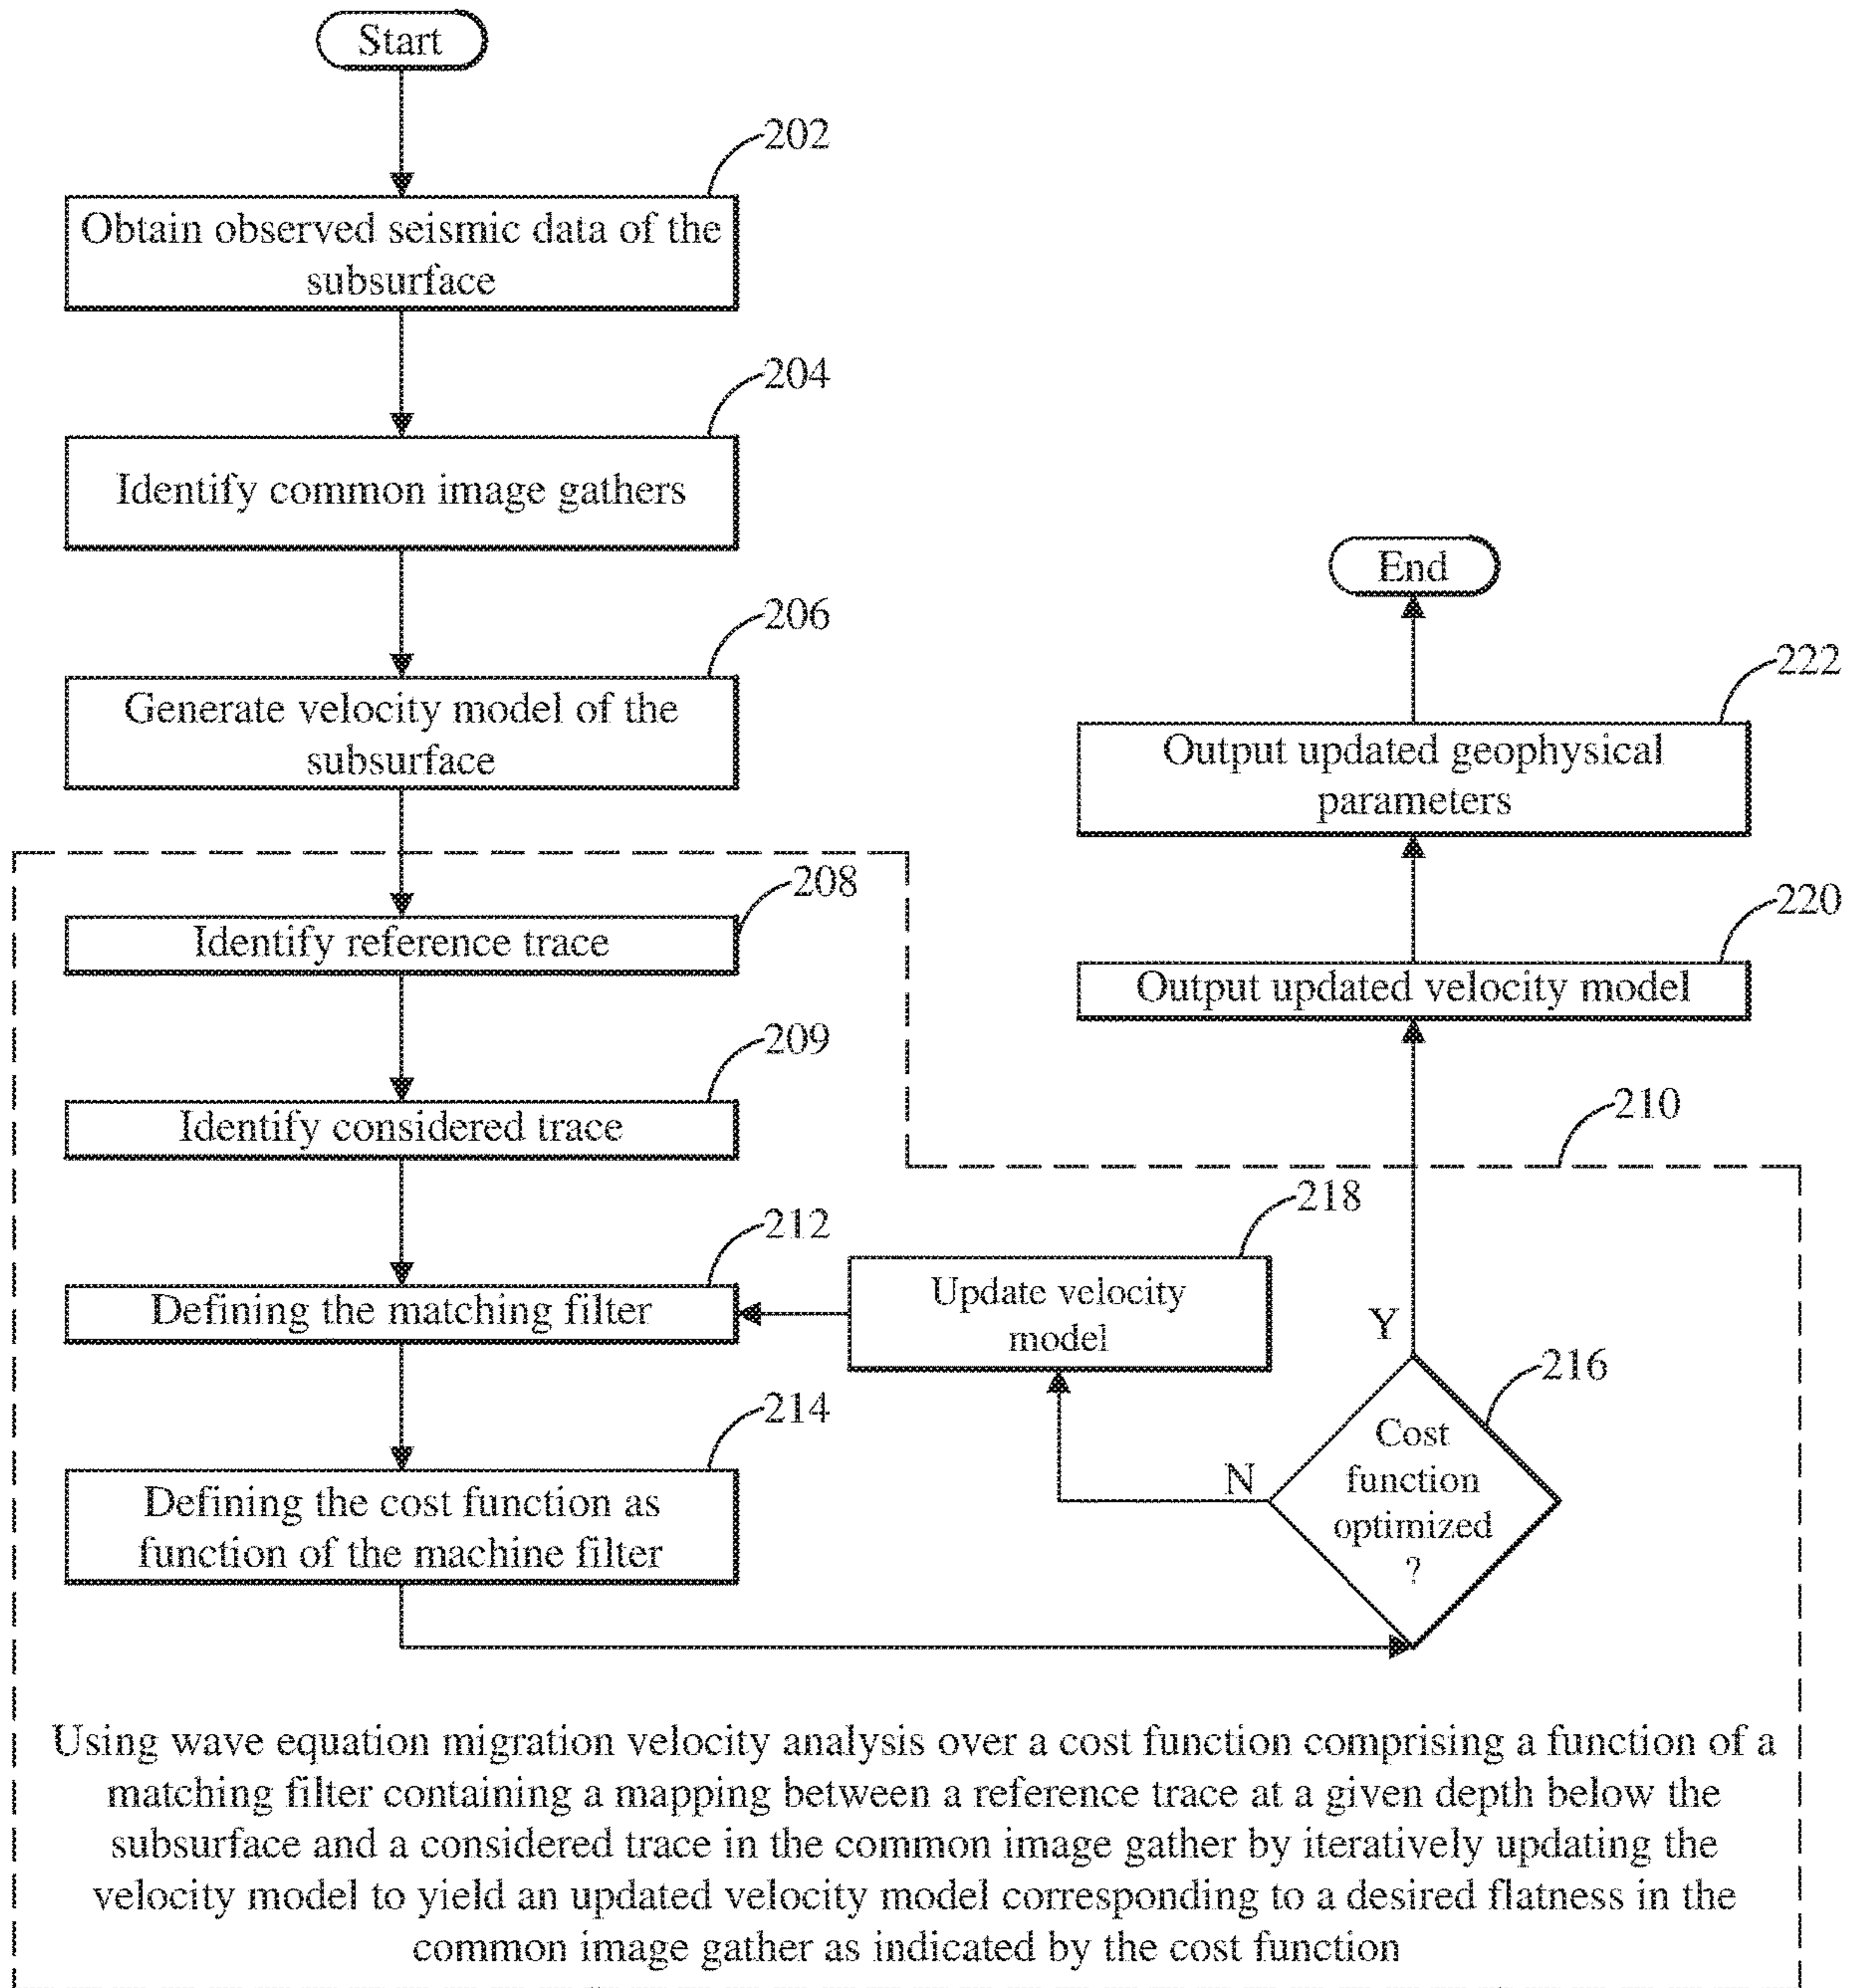 Start
202
Obtain observed seismic data of the
subsurface
204
Identify common image gathers
206
Generate velocity model of the
subsurface
208
Identify reference trace
209
Identify considered trace
212
Defining the matching filter
214
Defining the cost function as
function of the machine filter
216
Cost
function
optimized
?
N
Y
218
Update velocity
model
210
220
Output updated velocity model
222
Output updated geophysical
parameters
End
Using wave equation migration velocity analysis over a cost function comprising a function of a
matching filter containing a mapping between a reference trace at a given depth below the
subsurface and a considered trace in the common image gather by iteratively updating the
velocity model to yield an updated velocity model corresponding to a desired flatness in the
common image gather as indicated by the cost function